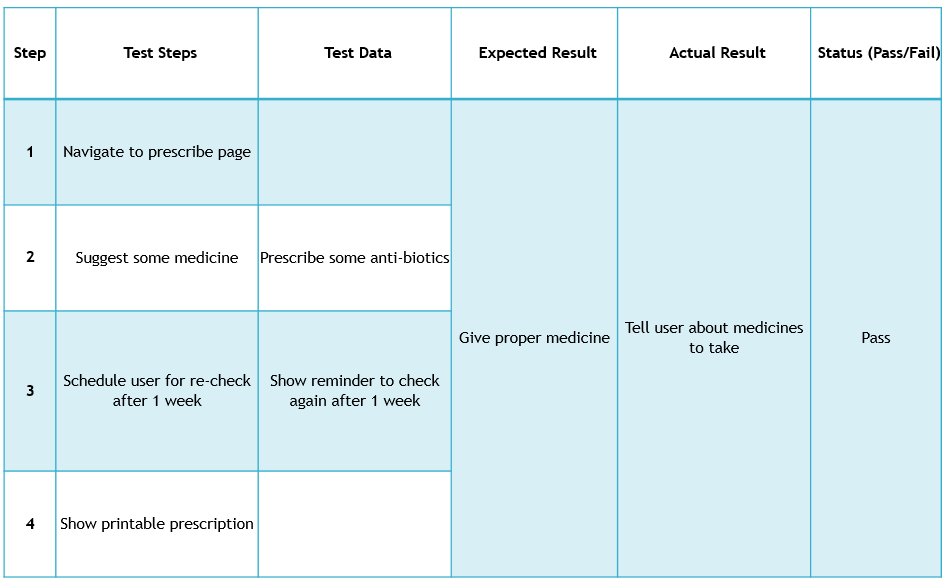 Step Test Steps Test Data Expected Result Actual Result Status (Pass/Fail)
1 Navigate to prescribe page
2 Suggest some medicine Prescribe some anti-biotics
Give proper medicine
Tell user about medicines
to take
Pass
3
Schedule user for re-check
after 1 week
Show reminder to check
again after 1 week
4 Show printable prescription